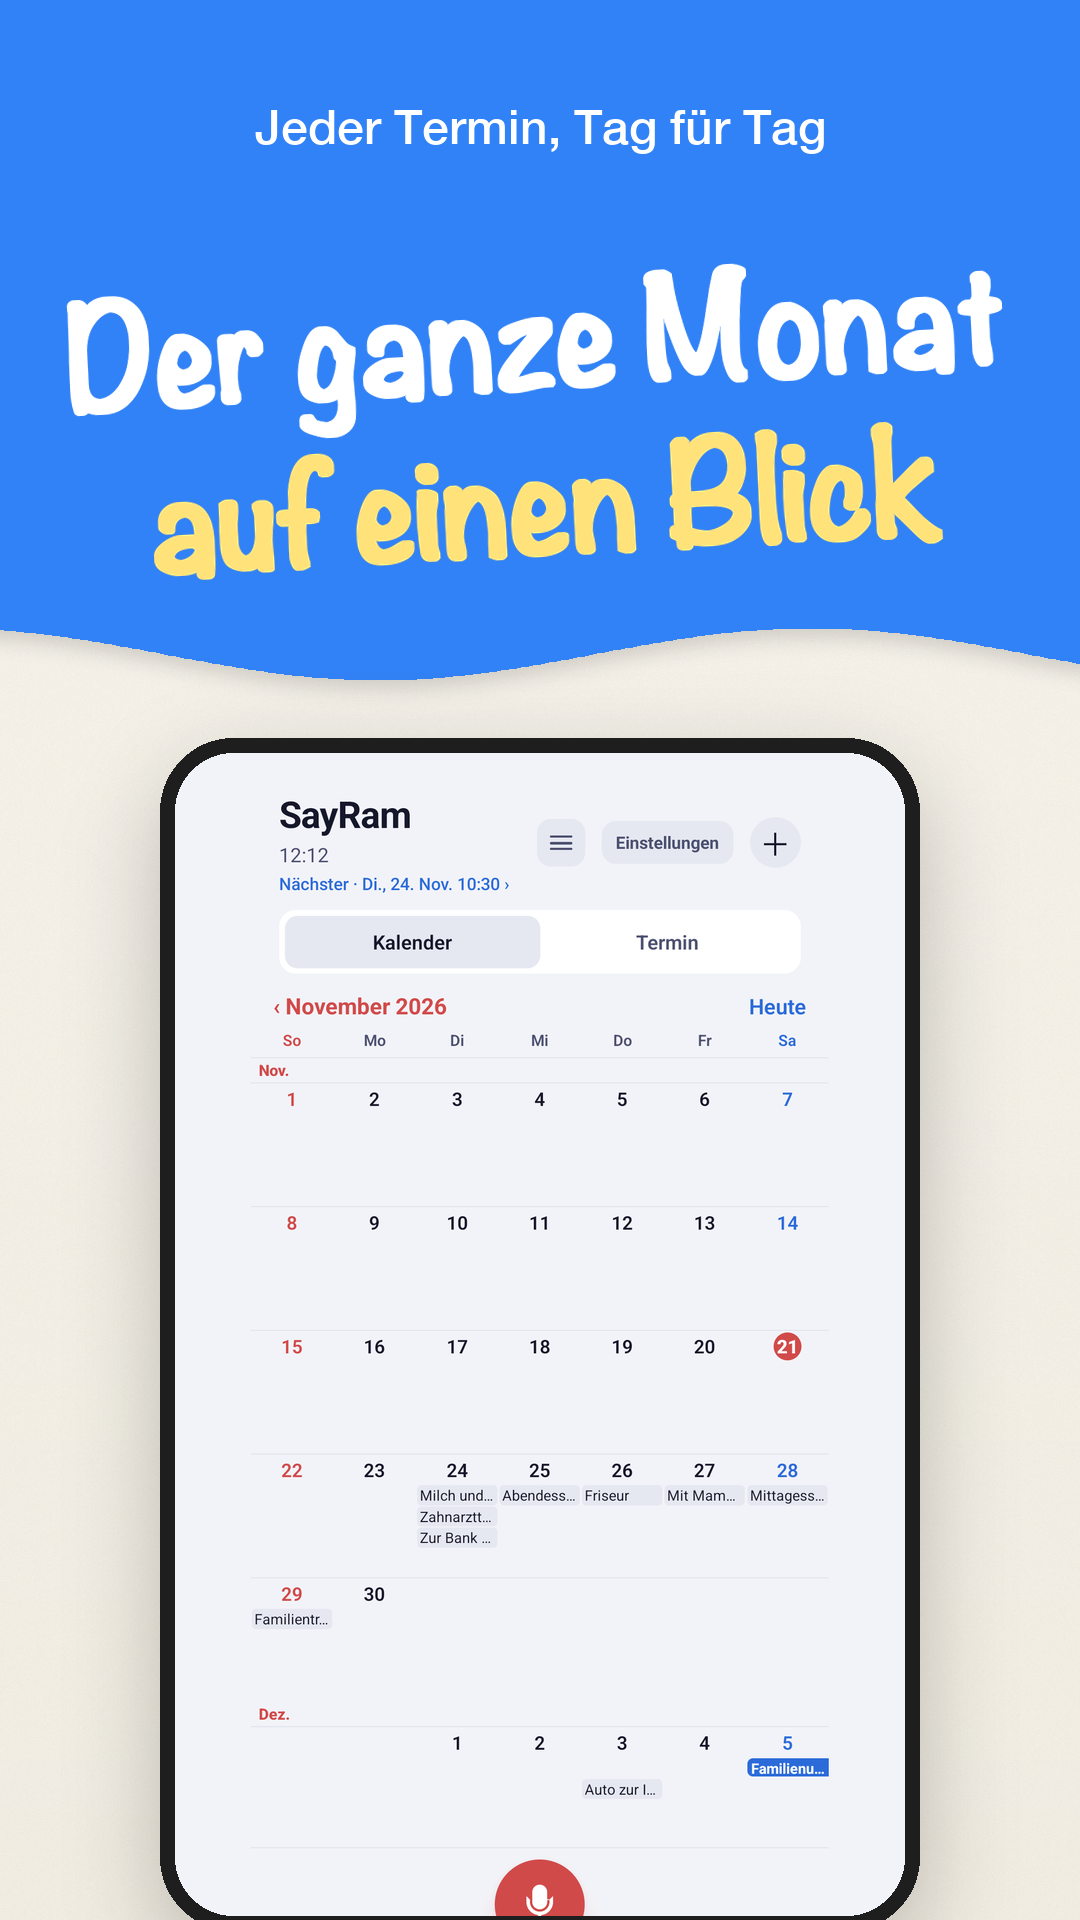 Jeder Termin, Tag für Tag
Der ganze Monat
auf einen Blick
SayRam
12:12
Nächster · Di., 24. Nov. 10:30 ›
Einstellungen
Kalender Termin
‹ November 2026 Heute
So Mo Di Mi Do Fr Sa
Nov.
1 2 3 4 5 6 7
8 9 10 11 12 13 14
15 16 17 18 19 20 21
22 23 24 25 26 27 28
Milch und... Abendess... Friseur Mit Mam... Mittagess...
Zahnarztt...
Zur Bank ...
29 30
Familientr...
Dez.
1 2 3 4 5
Familienu...
Auto zur I...